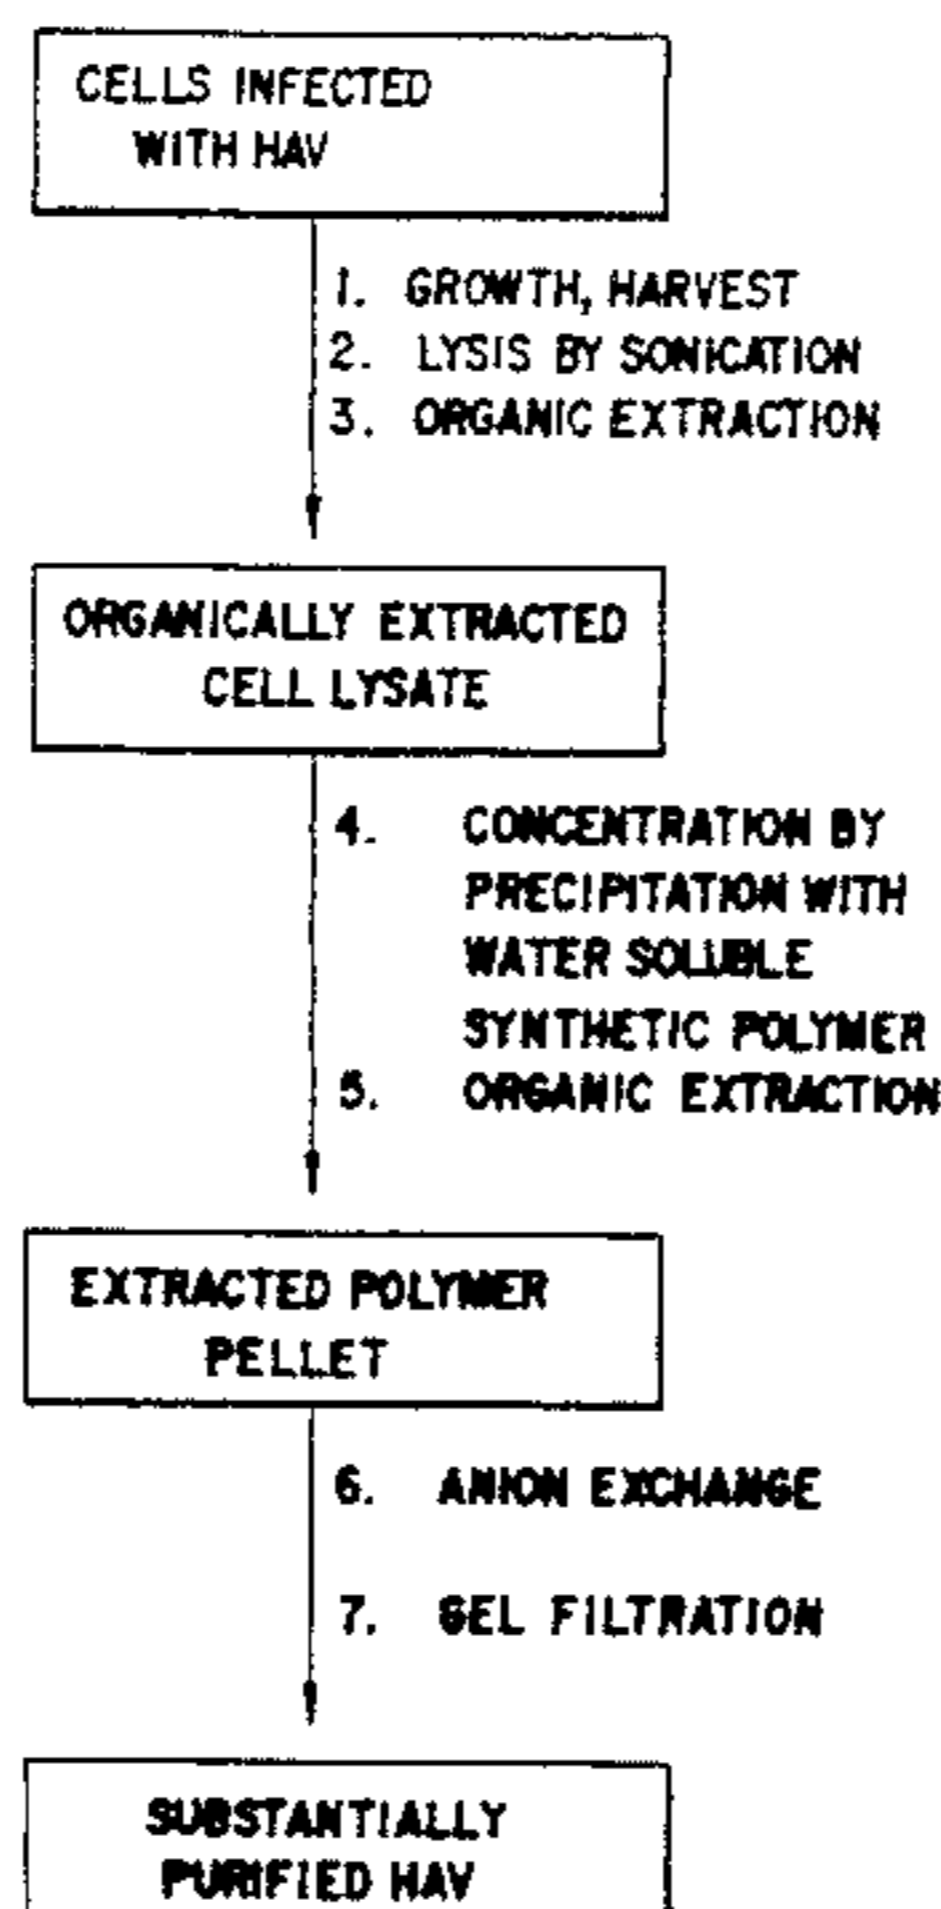 CELLS INFECTED
WITH HAV
1. GROWTH, HARVEST
2. LYSIS BY SONICATION
3. ORGANIC EXTRACTION
ORGANICALLY EXTRACTED
CELL LYSATE
4. CONCENTRATION BY
PRECIPITATION WITH
WATER SOLUBLE
SYNTHETIC POLYMER
5. ORGANIC EXTRACTION
EXTRACTED POLYMER
PELLET
6. ANION EXCHANGE
7. GEL FILTRATION
SUBSTANTIALLY
PURIFIED HAV